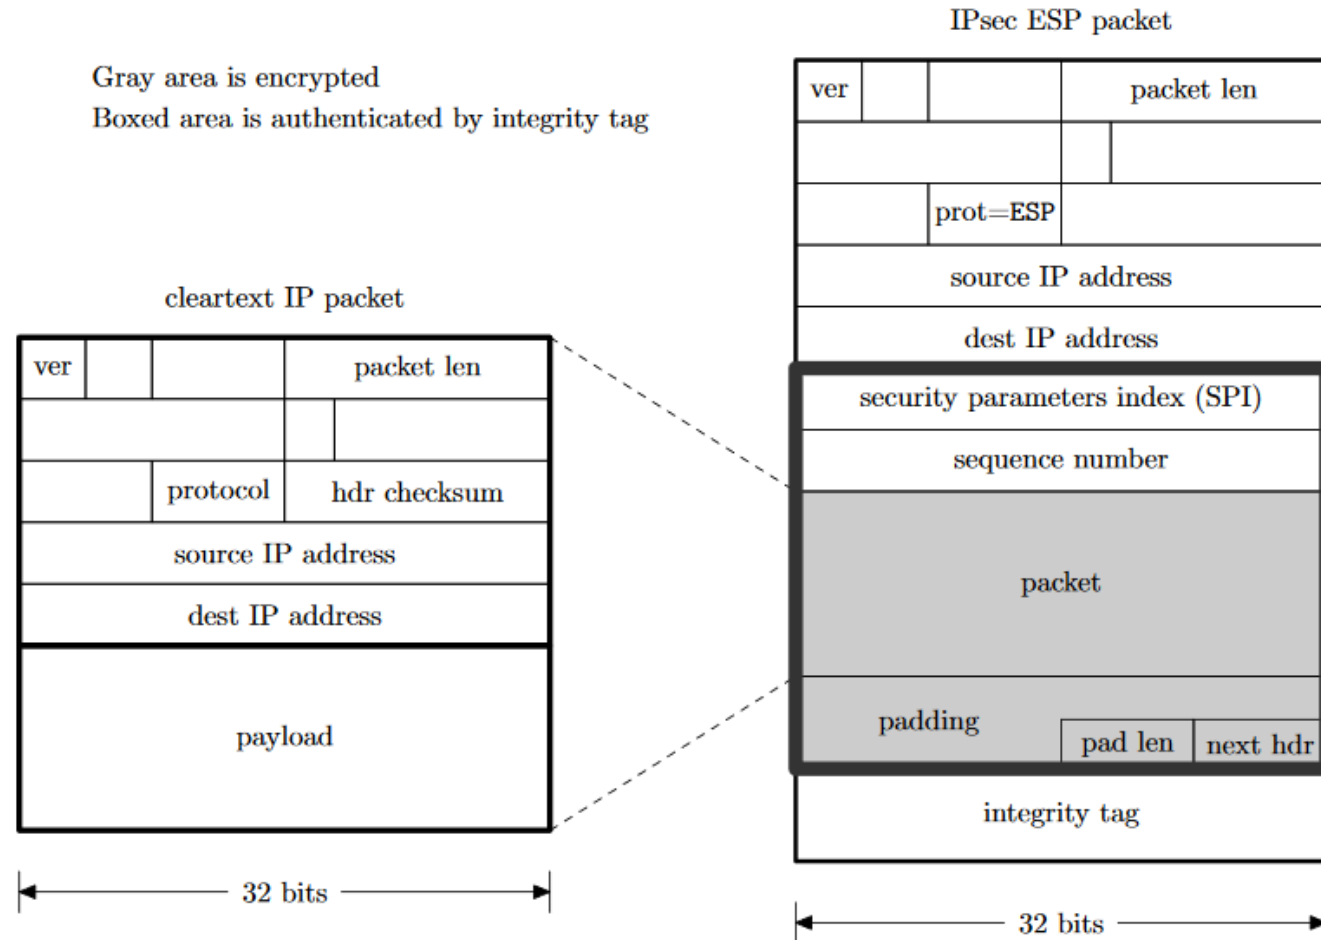 IPsec ESP packet
Gray area is encrypted
Boxed area is authenticated by integrity tag
ver packet len
prot=ESP
source IP address
dest IP address
security parameters index (SPI)
sequence number
packet
padding
pad len next hdr
integrity tag
32 bits
cleartext IP packet
ver packet len
protocol hdr checksum
source IP address
dest IP address
payload
32 bits